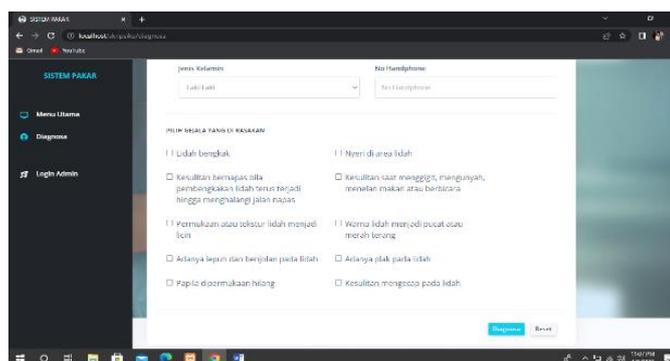 SISTEM PAKAR
localhost/skripsiku/diagnosa
Gmail YouTube
SISTEM PAKAR
Menu Utama
Diagnosa
Login Admin
Jenis Kelamin
No Handphone
Laki-Laki
No Handphone
PILIH GEJALA YANG DI RASAKAN
Lidah bengkak
Nyeri di area lidah
Kesulitan bernapas bila
pembengkakan lidah terus terjadi
hingga menghalangi jalan napas
Kesulitan saat menggigit, mengunyah,
menelan makan atau berbicara
Permukaan atau tekstur lidah menjadi
licin
Warna lidah menjadi pucat atau
merah terang
Adanya lepuh dan benjolan pada lidah
Adanya plak pada lidah
Papila dipermukaan hilang
Kesulitan mengecap pada lidah
Diagnosa
Reset